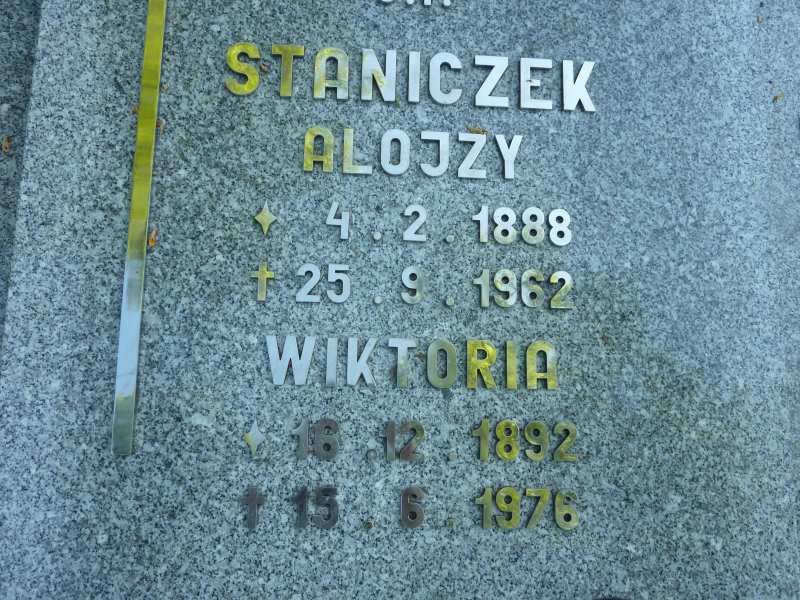 STANICZEK
ALOJZY
✦ 4.2.1888
✝ 25.9.1962
WIKTORIA
✦ 16.12.1892
✝ 15.6.1976